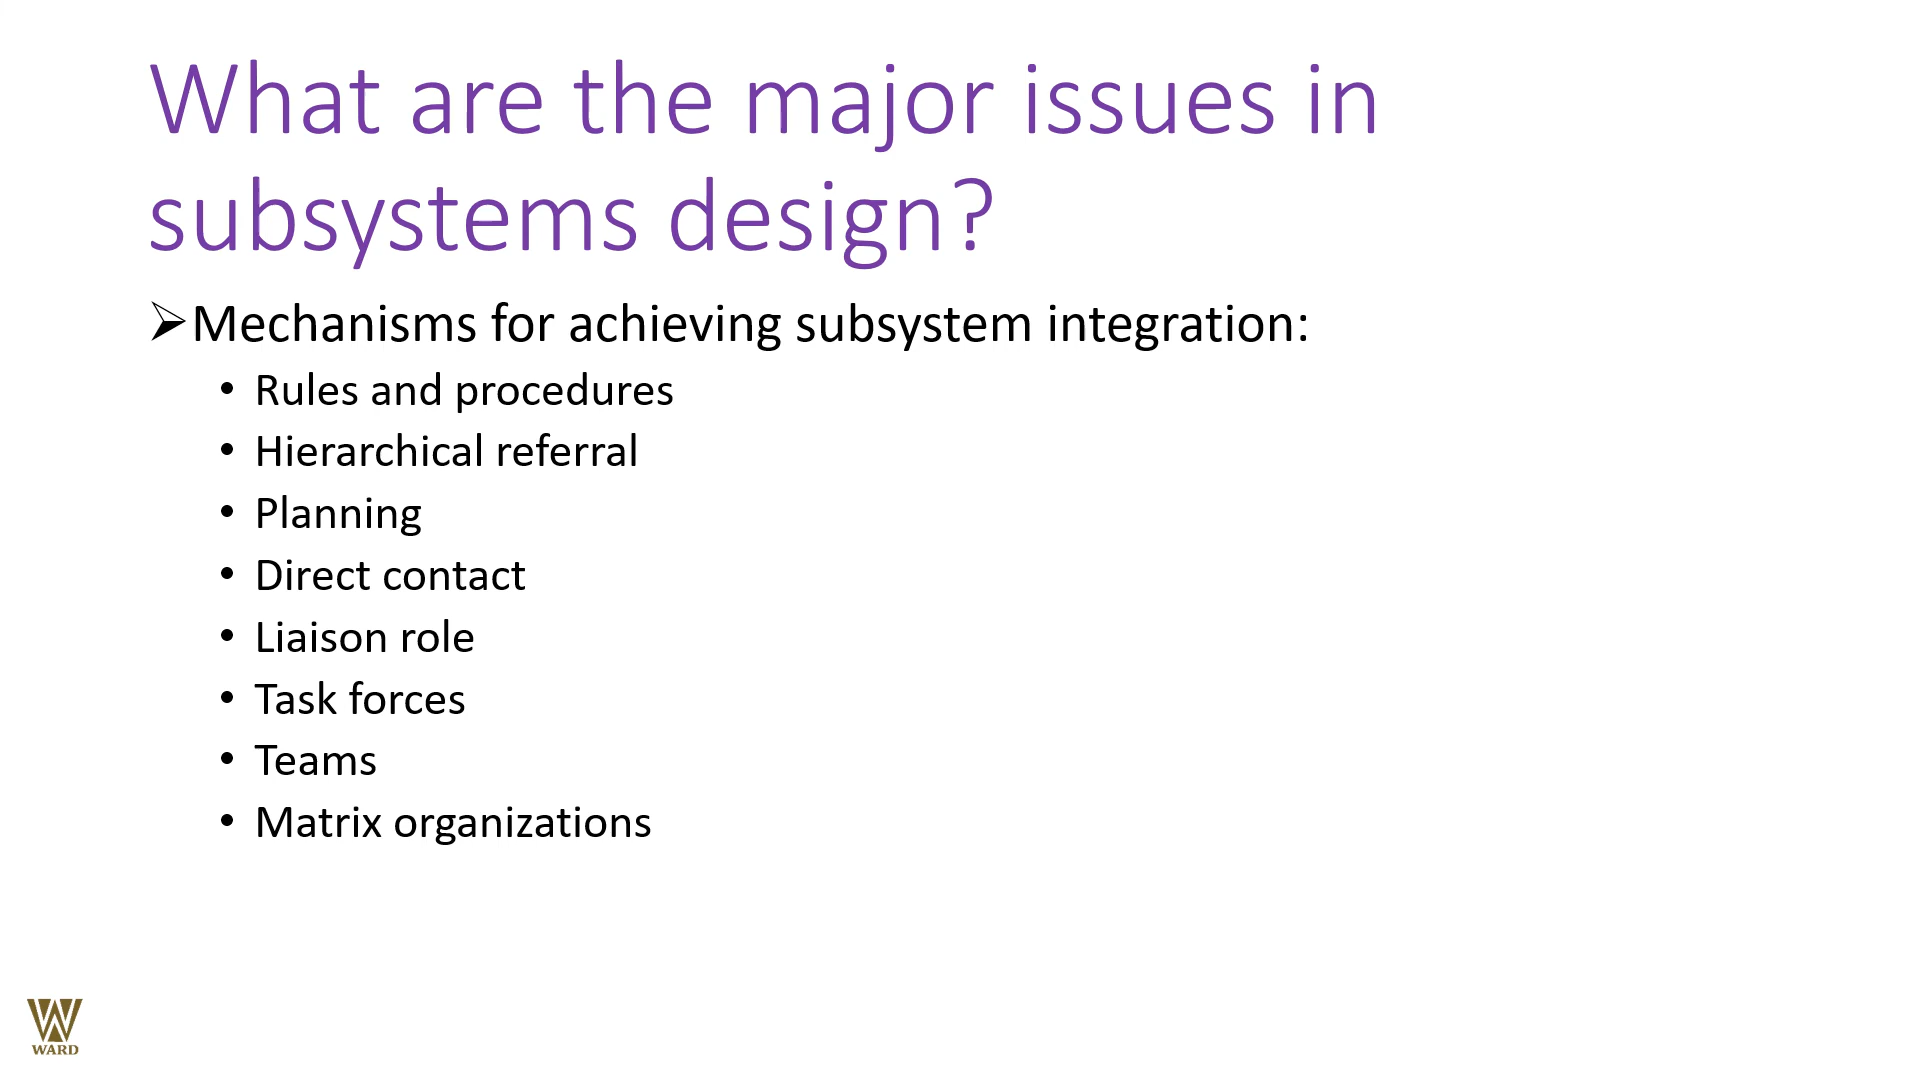 What are the major issues in
subsystems design?
➢Mechanisms for achieving subsystem integration:
• Rules and procedures
• Hierarchical referral
• Planning
• Direct contact
• Liaison role
• Task forces
• Teams
• Matrix organizations
WARD